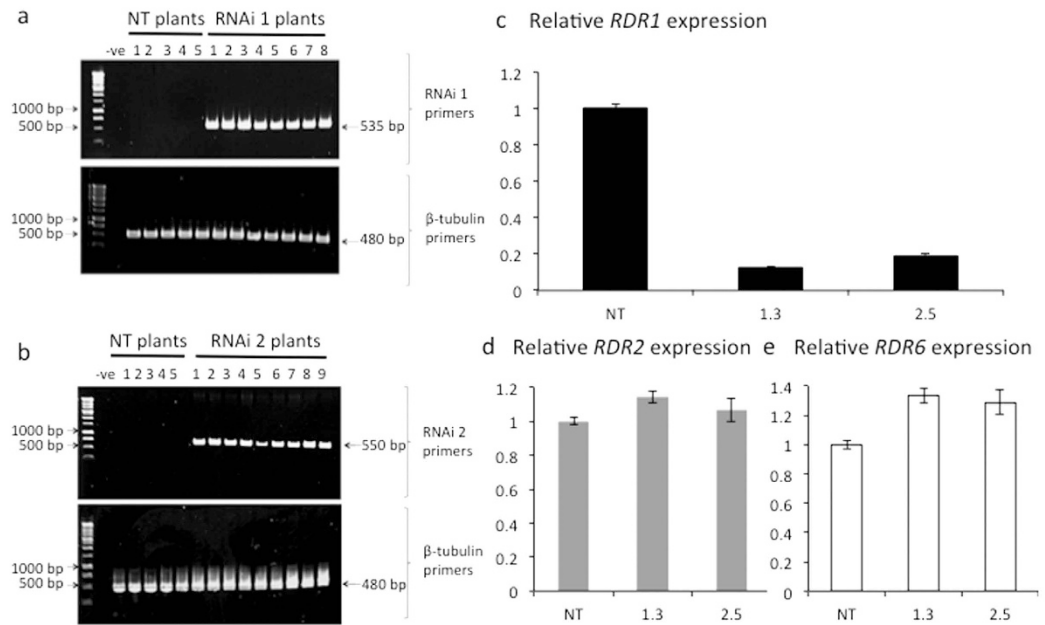 a
NT plants RNAi 1 plants
-ve 1 2 3 4 5 1 2 3 4 5 6 7 8
1000 bp
500 bp
535 bp
RNAi 1
primers
1000 bp
500 bp
480 bp
β-tubulin
primers
b
NT plants RNAi 2 plants
-ve 1 2 3 4 5 1 2 3 4 5 6 7 8 9
1000 bp
500 bp
550 bp
RNAi 2
primers
1000 bp
500 bp
480 bp
β-tubulin
primers
c Relative RDR1 expression
1.2
1
0.8
0.6
0.4
0.2
0
NT 1.3 2.5
d Relative RDR2 expression
1.2
1
0.8
0.6
0.4
0.2
0
NT 1.3 2.5
e Relative RDR6 expression
1.4
1.2
1
0.8
0.6
0.4
0.2
0
NT 1.3 2.5